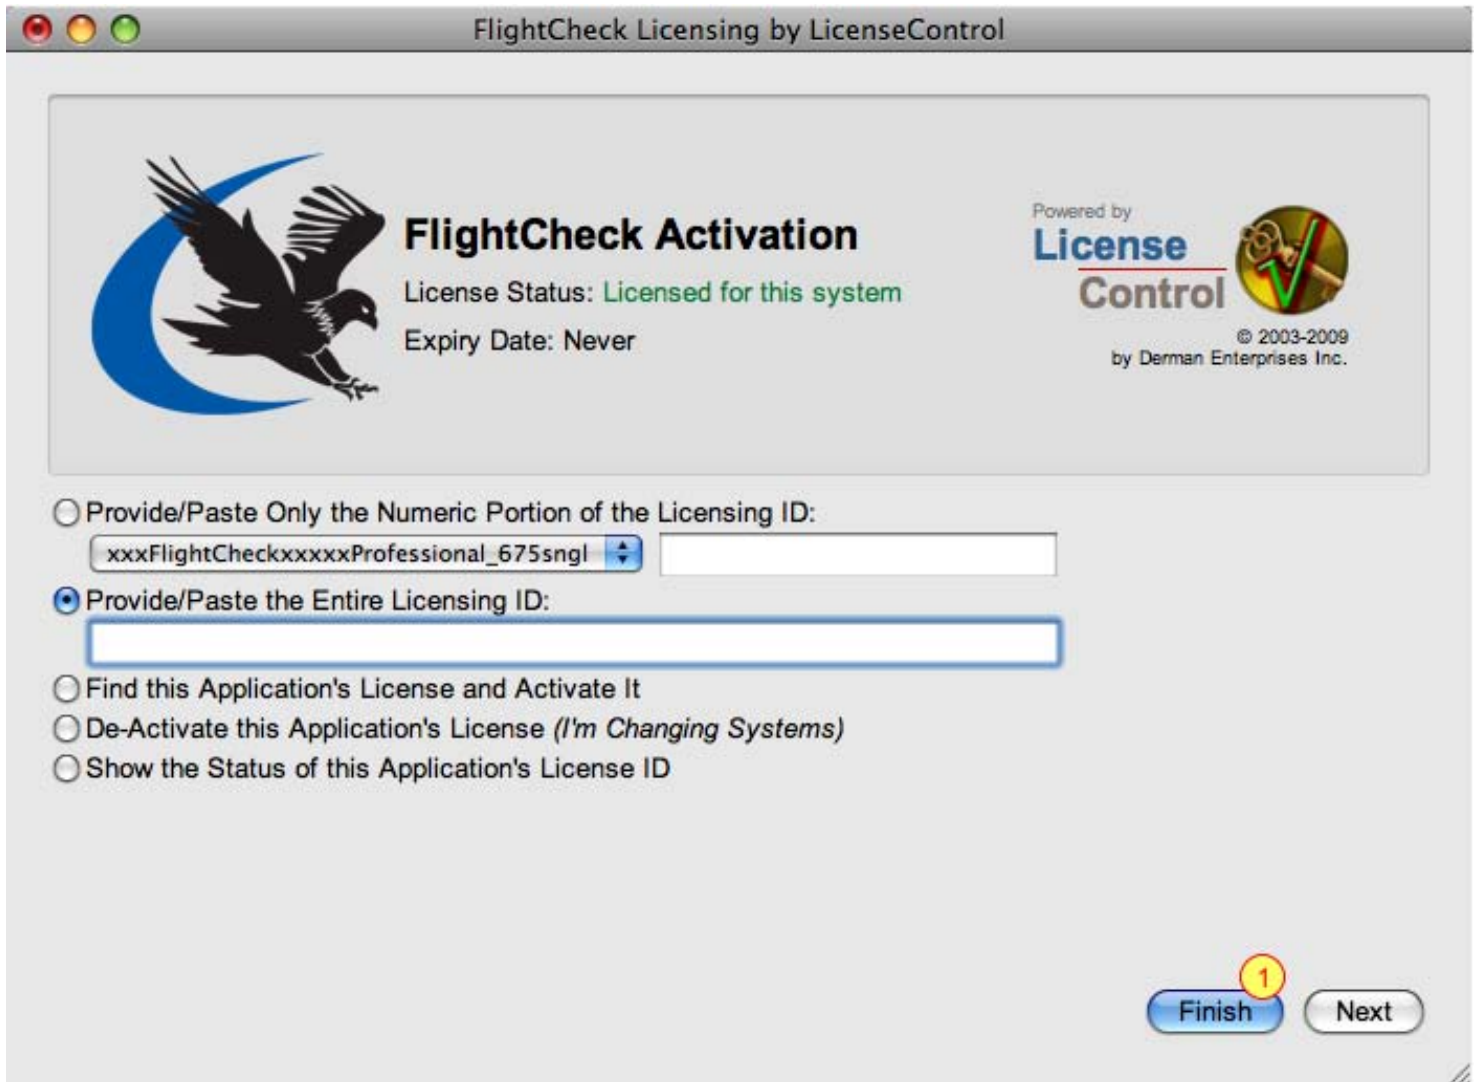 FlightCheck Licensing by LicenseControl
FlightCheck Activation
License Status: Licensed for this system
Expiry Date: Never
Powered by
License
Control
© 2003-2009
by Derman Enterprises Inc.
Provide/Paste Only the Numeric Portion of the Licensing ID:
xxxFlightCheckxxxxxProfessional_675sngl
Provide/Paste the Entire Licensing ID:
Find this Application's License and Activate It
De-Activate this Application's License (I'm Changing Systems)
Show the Status of this Application's License ID
1
Finish
Next